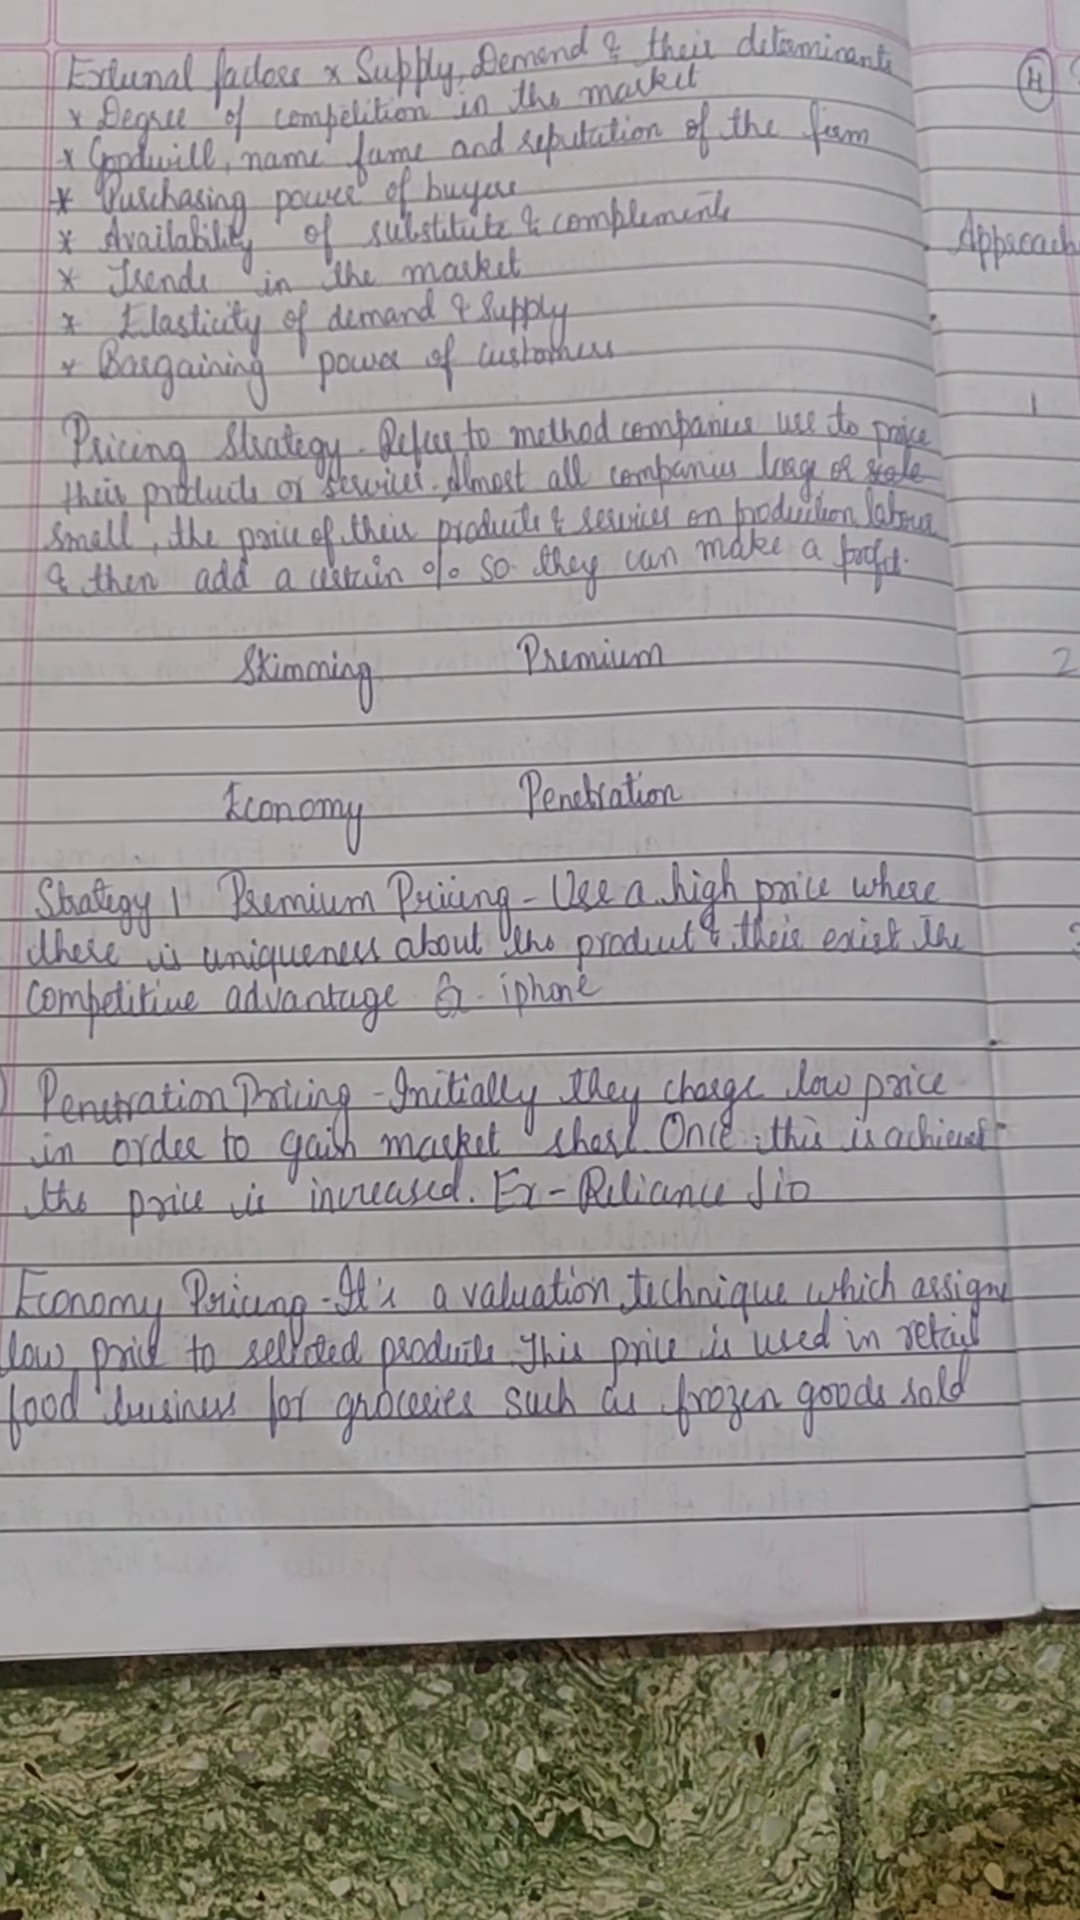 External factors × Supply, Demand & their determinants
× Degree of competition in the market
× Goodwill, name fame and reputation of the firm
* Purchasing power of buyers
* Availability of substitute & complements
* Trends in the market
* Elasticity of demand & supply
* Bargaining power of customers
Pricing Strategy - Refers to method companies use to price
their products or services. Almost all companies large or
small, the price of their products & services on production labour
& then add a certain % so they can make a profit.
Skimming Premium
Economy Penetration
Strategy 1 Premium Pricing - Use a high price where
there is uniqueness about the product & their exist the
competitive advantage Ex - iphone
Penetration Pricing - Initially they charge low price
in order to gain market share. Once this is achieved
the price is increased. Ex - Reliance Jio
Economy Pricing - It's a valuation technique which assigns
low price to selected products. This price is used in retail
food business for groceries such as frozen goods sold
H
Approach
1
2